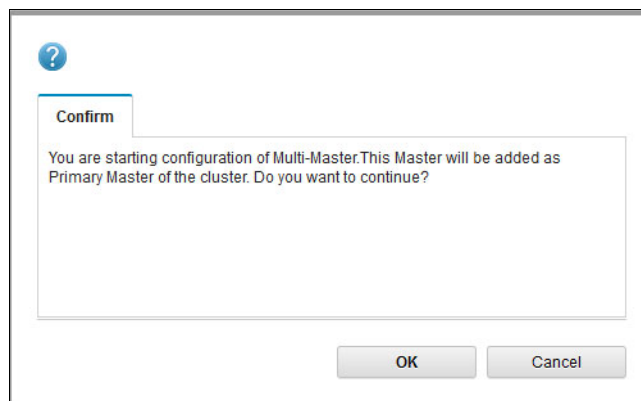 ?
Confirm
You are starting configuration of Multi-Master.This Master will be added as
Primary Master of the cluster. Do you want to continue?
OK
Cancel